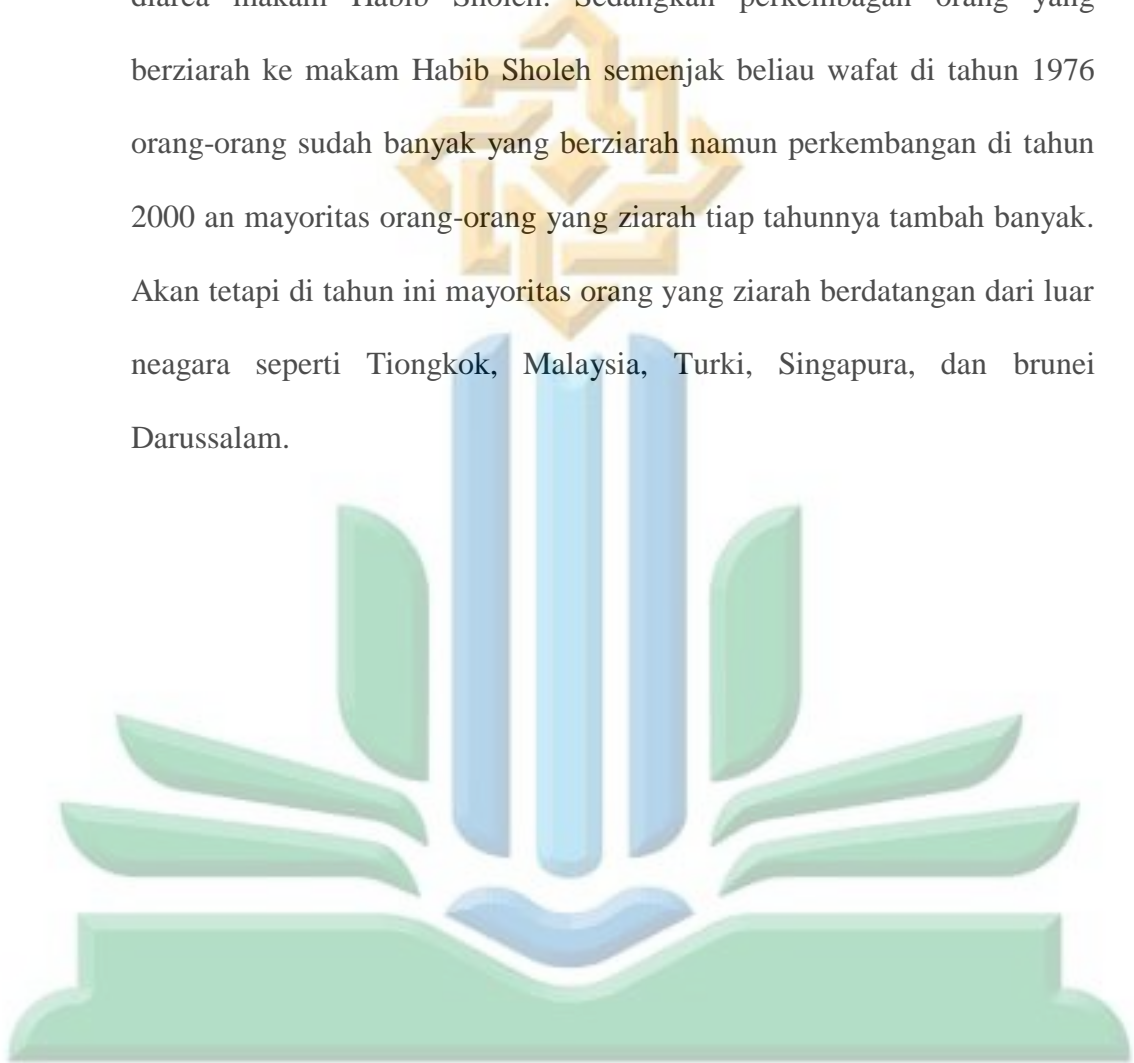 diarea makam Habib Sholeh. Sedangkan perkembagan orang yang
berziarah ke makam Habib Sholeh semenjak beliau wafat di tahun 1976
orang-orang sudah banyak yang berziarah namun perkembangan di tahun
2000 an mayoritas orang-orang yang ziarah tiap tahunnya tambah banyak.
Akan tetapi di tahun ini mayoritas orang yang ziarah berdatangan dari luar
neagara seperti Tiongkok, Malaysia, Turki, Singapura, dan brunei
Darussalam.